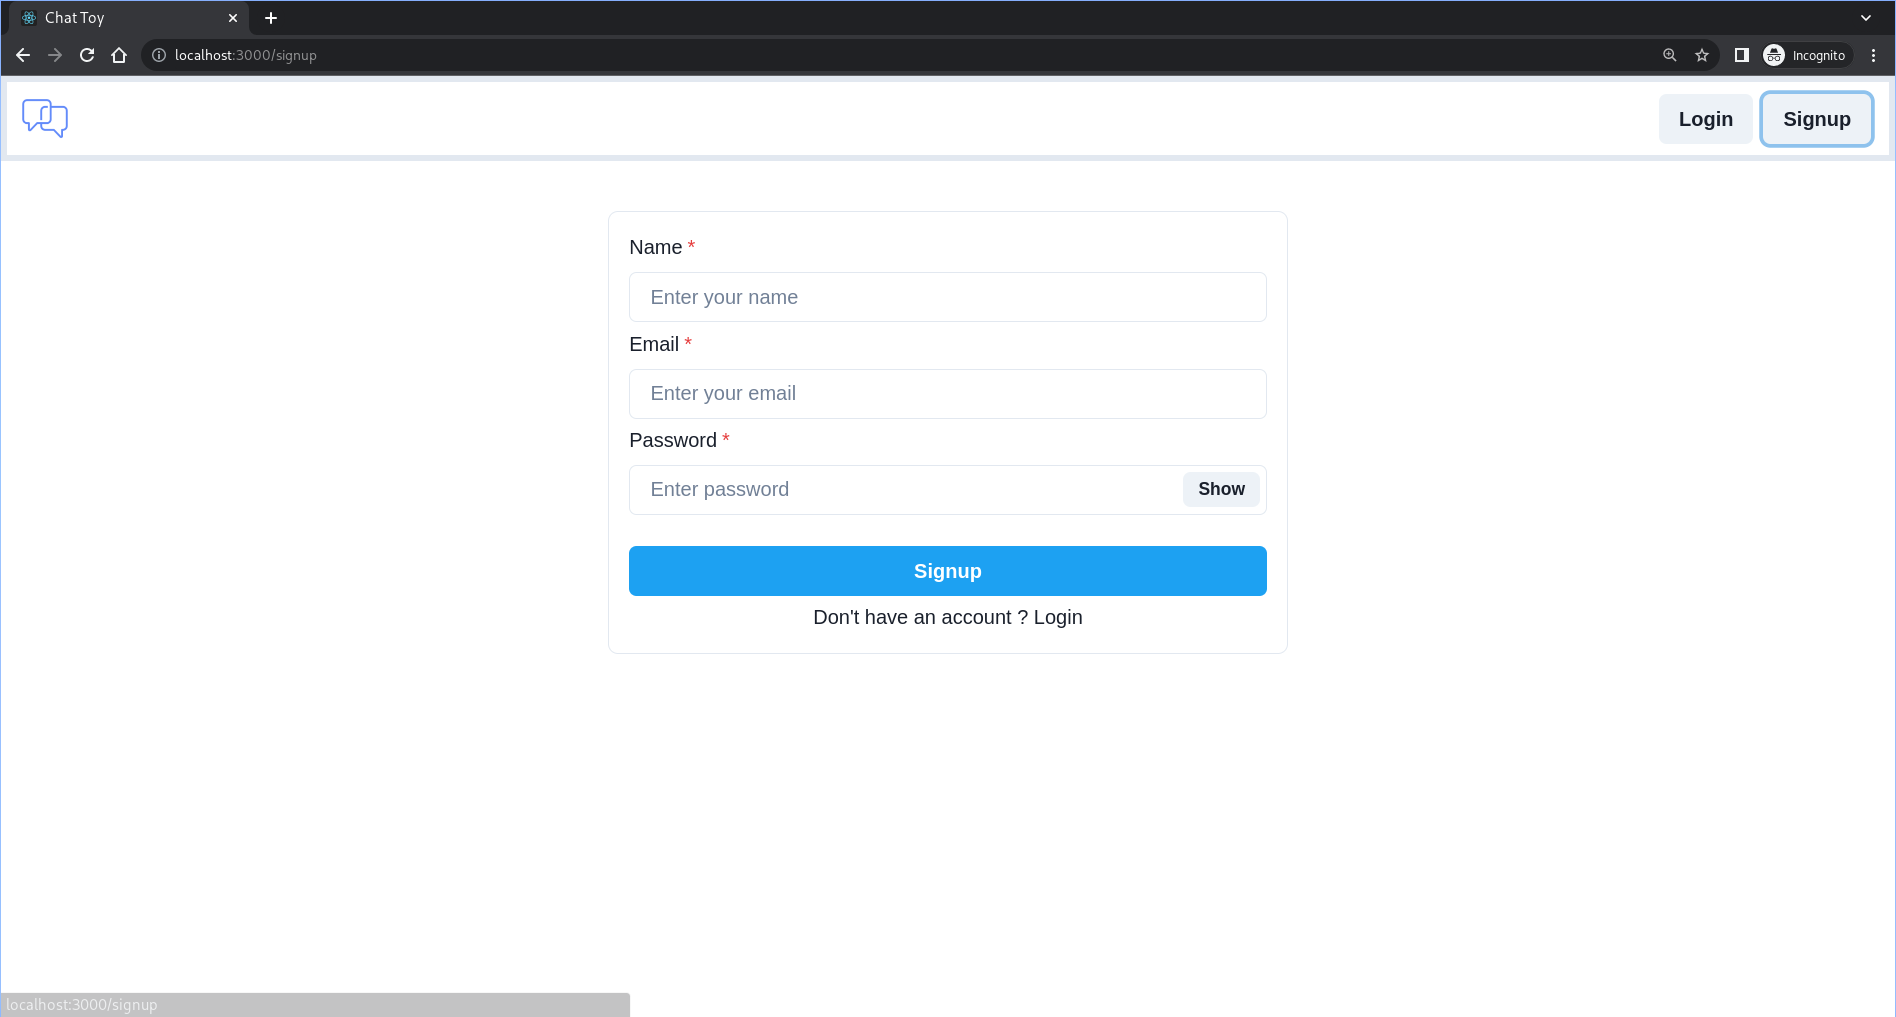 Chat Toy
localhost:3000/signup
Incognito
Login
Signup
Name *
Enter your name
Email *
Enter your email
Password *
Enter password
Show
Signup
Don't have an account ? Login
localhost:3000/signup